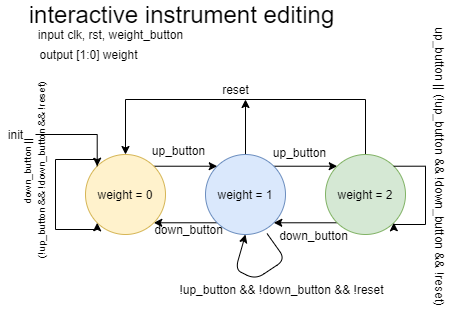 interactive instrument editing
input clk, rst, weight_button
output [1:0] weight
reset
init
up_button
up_button
down_button ||
(!up_button && !down_button && !reset)
weight = 0
weight = 1
weight = 2
down_button
down_button
!up_button && !down_button && !reset
up_button || (!up_button && !down_button && !reset)